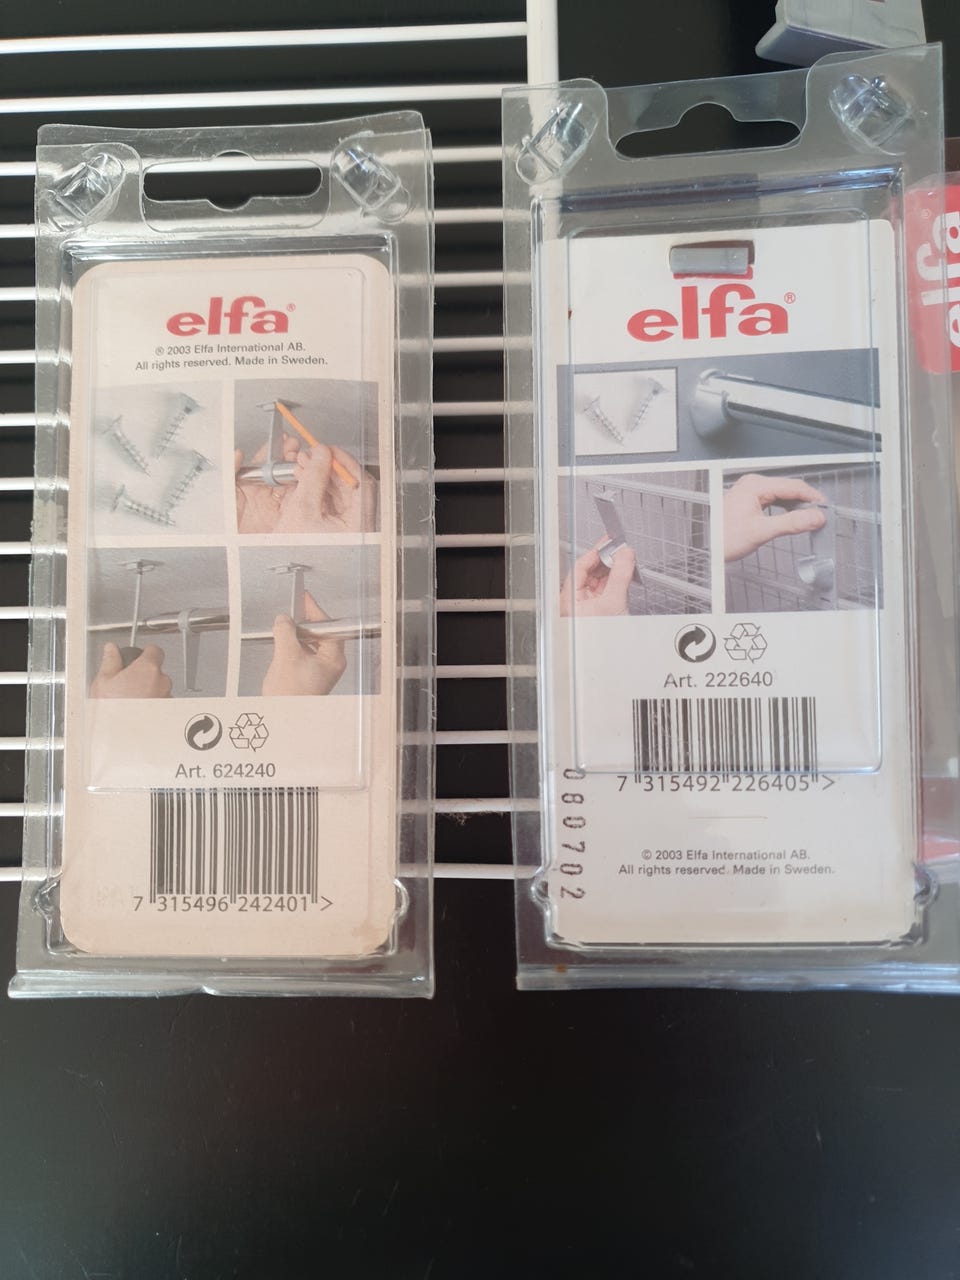 elfa®
® 2003 Elfa International AB.
All rights reserved. Made in Sweden.
Art. 624240
7 315496 242401 >
elfa®
Art. 222640
7 315492 226405 >
080702
© 2003 Elfa International AB.
All rights reserved. Made in Sweden.
elfa®